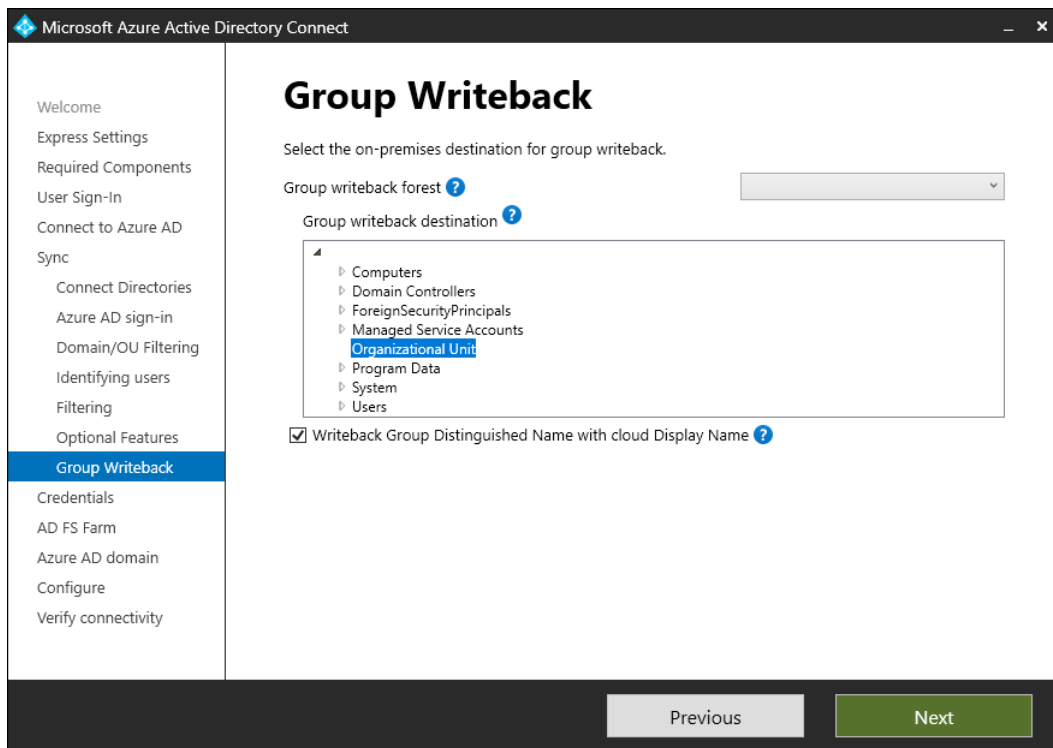 Microsoft Azure Active Directory Connect
Welcome
Express Settings
Required Components
User Sign-In
Connect to Azure AD
Sync
Connect Directories
Azure AD sign-in
Domain/OU Filtering
Identifying users
Filtering
Optional Features
Group Writeback
Credentials
AD FS Farm
Azure AD domain
Configure
Verify connectivity
Group Writeback
Select the on-premises destination for group writeback.
Group writeback forest ?
Group writeback destination ?
Computers
Domain Controllers
ForeignSecurityPrincipals
Managed Service Accounts
Organizational Unit
Program Data
System
Users
Writeback Group Distinguished Name with cloud Display Name ?
Previous
Next